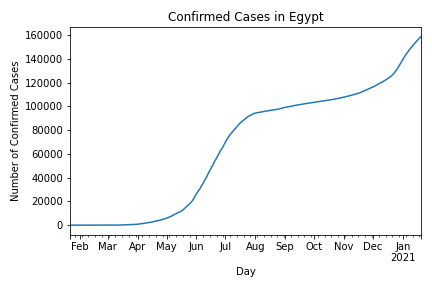 Confirmed Cases in Egypt
Number of Confirmed Cases
160000
140000
120000
100000
80000
60000
40000
20000
0
Feb Mar Apr May Jun Jul Aug Sep Oct Nov Dec Jan
2021
Day